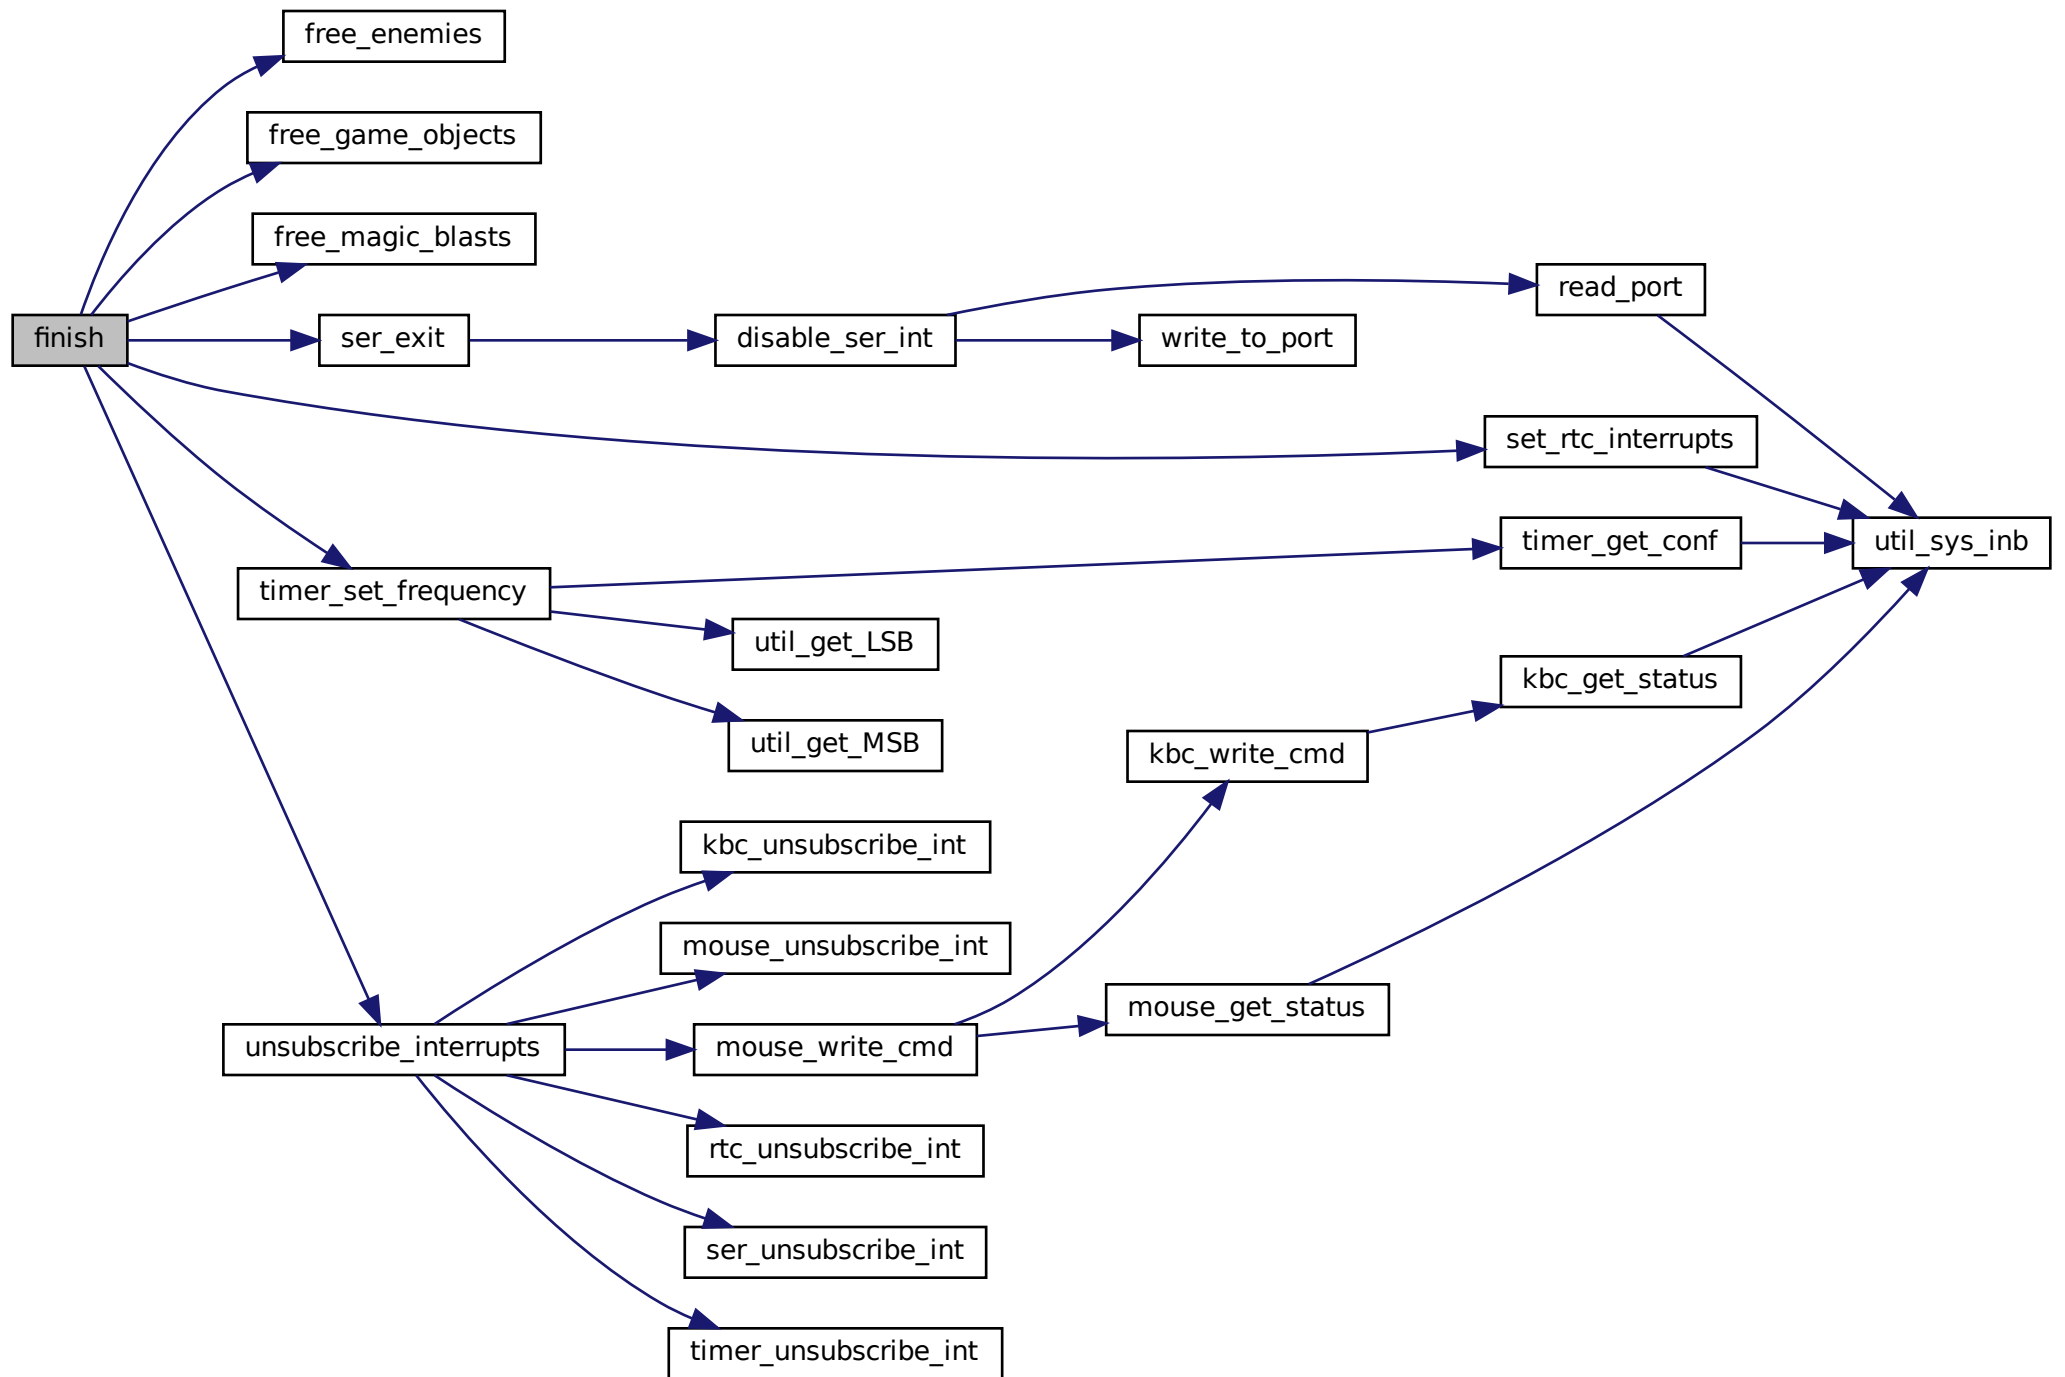 free_enemies
free_game_objects
free_magic_blasts
read_port
finish
ser_exit
disable_ser_int
write_to_port
set_rtc_interrupts
timer_get_conf
util_sys_inb
timer_set_frequency
util_get_LSB
kbc_get_status
util_get_MSB
kbc_write_cmd
kbc_unsubscribe_int
mouse_unsubscribe_int
mouse_get_status
unsubscribe_interrupts
mouse_write_cmd
rtc_unsubscribe_int
ser_unsubscribe_int
timer_unsubscribe_int